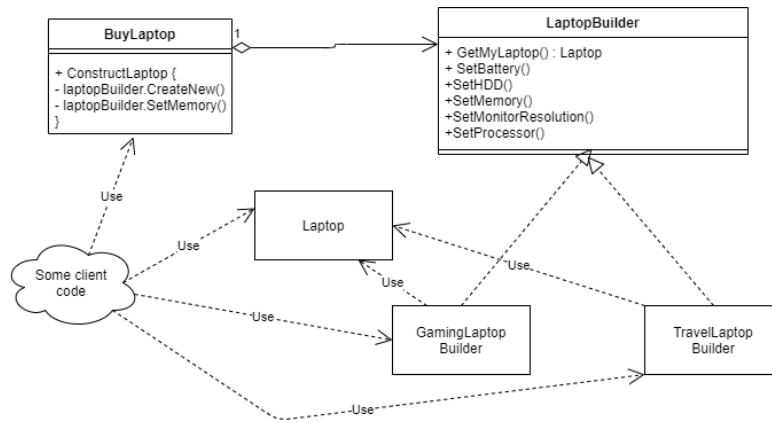 BuyLaptop
+ ConstructLaptop {
- laptopBuilder.CreateNew()
- laptopBuilder.SetMemory()
}
1
LaptopBuilder
+ GetMyLaptop() : Laptop
+ SetBattery()
+SetHDD()
+SetMemory()
+SetMonitorResolution()
+SetProcessor()
Use
Laptop
Use
Use
Use
Some client
code
Use
GamingLaptop
Builder
TravelLaptop
Builder
Use